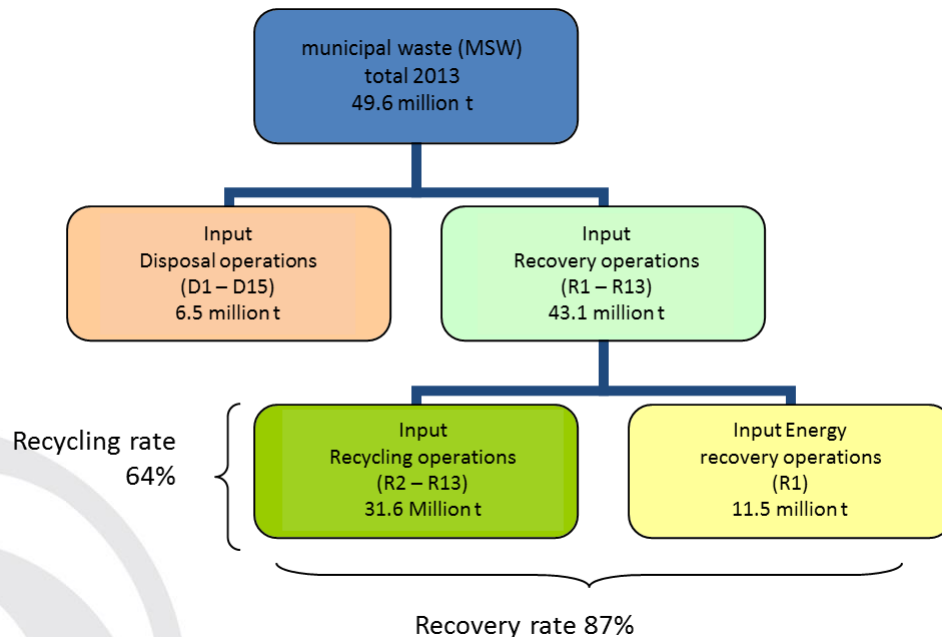 municipal waste (MSW)
total 2013
49.6 million t
Input
Disposal operations
(D1 – D15)
6.5 million t
Input
Recovery operations
(R1 – R13)
43.1 million t
Recycling rate
64%
Input
Recycling operations
(R2 – R13)
31.6 Million t
Input Energy
recovery operations
(R1)
11.5 million t
Recovery rate 87%